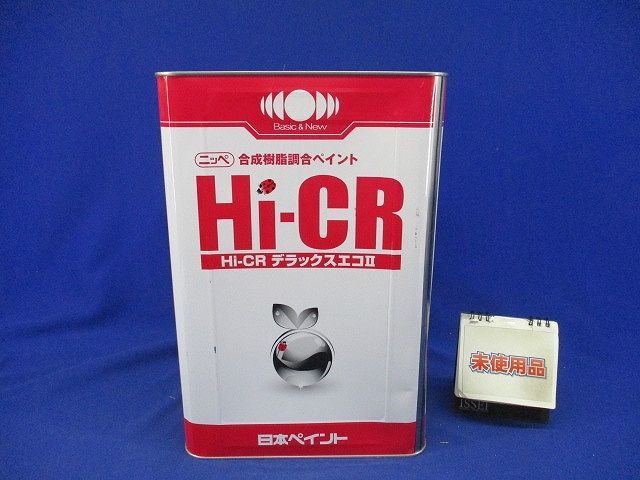 Basic & New
ニッペ 合成樹脂調合ペイント
Hi-CR
Hi-CR デラックスエコII
日本ペイント
未使用品
ISSEI